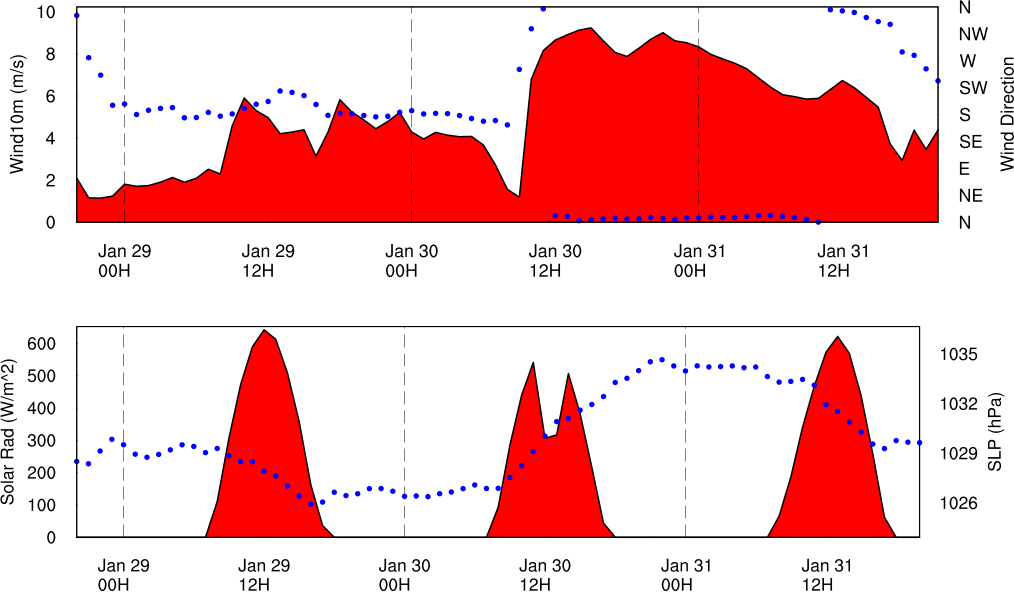 10
8
6
4
2
0
Wind10m (m/s)
N
NW
W
SW
S
SE
E
NE
N
Wind Direction
Jan 29 Jan 29 Jan 30 Jan 30 Jan 31 Jan 31
00H 12H 00H 12H 00H 12H
600
500
400
300
200
100
0
Solar Rad (W/m^2)
1035
1032
1029
1026
SLP (hPa)
Jan 29 Jan 29 Jan 30 Jan 30 Jan 31 Jan 31
00H 12H 00H 12H 00H 12H